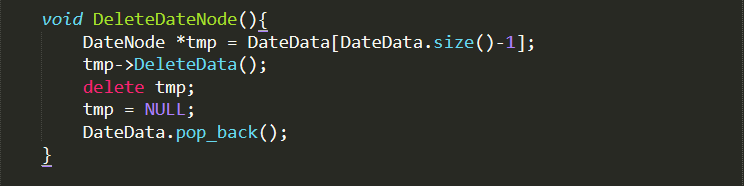 void DeleteDateNode(){
    DateNode *tmp = DateData[DateData.size()-1];
    tmp->DeleteData();
    delete tmp;
    tmp = NULL;
    DateData.pop_back();
}